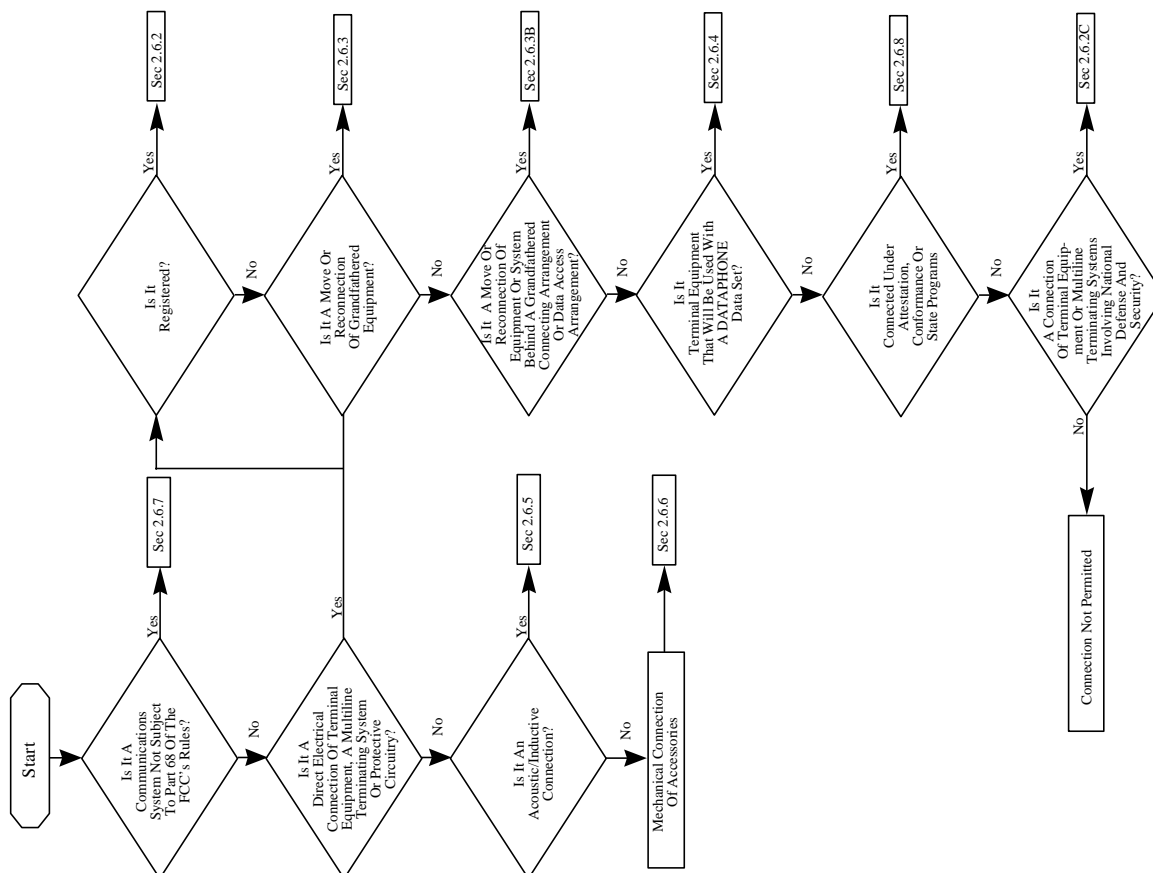 Start
Is It A
Communications
System Not Subject
To Part 68 Of The
FCC's Rules?
Yes
Sec 2.6.7
No
Is It A
Direct Electrical
Connection Of Terminal
Equipment, A Multiline
Terminating System
Or Protective
Circuitry?
Yes
No
Is It An
Acoustic/Inductive
Connection?
Yes
Sec 2.6.5
No
Mechanical Connection
Of Accessories
Sec 2.6.6
Is It
Registered?
Yes
Sec 2.6.2
No
Is It A Move Or
Reconnection
Of Grandfathered
Equipment?
Yes
Sec 2.6.3
No
Is It A Move Or
Reconnection Of
Equipment Or System
Behind A Grandfathered
Connecting Arrangement
Or Data Access
Arrangement?
Yes
Sec 2.6.3B
No
Is It
Terminal Equipment
That Will Be Used With
A DATAPHONE
Data Set?
Yes
Sec 2.6.4
No
Is It
Connected Under
Attestation,
Conformance Or
State Programs
Yes
Sec 2.6.8
No
Is It
A Connection
Of Terminal Equip-
ment Or Multiline
Terminating Systems
Involving National
Defense And
Security?
Yes
Sec 2.6.2C
No
Connection Not Permitted